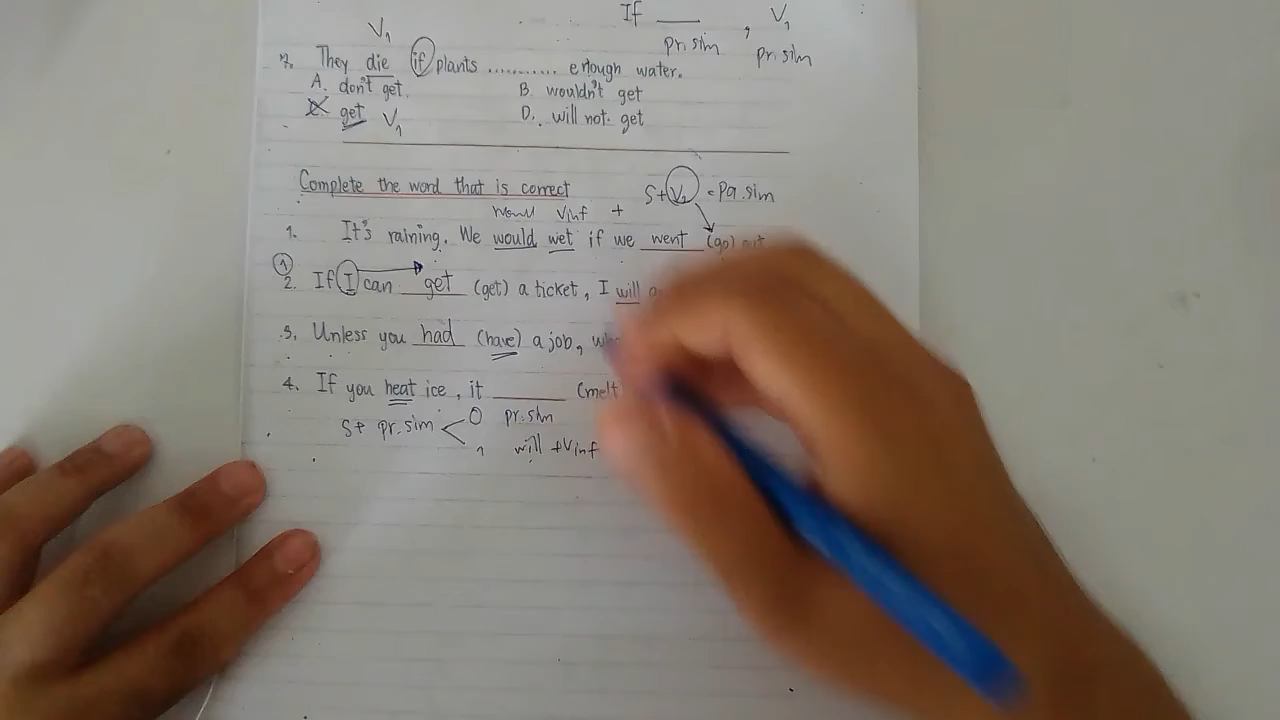 If ___ , V1
pr.sim pr.sim
V1
7. They die if plants ........... enough water.
A. don't get. B. wouldn't get
C. get V1 D. will not get
Complete the word that is correct S+V2 = Pa.sim
would Vinf +
1. It's raining. We would wet if we went (go) out
1
2. If I can get (get) a ticket, I will
3. Unless you had (have) a job,
4. If you heat ice, it ______ (melt
S+ pr.sim < 0 pr.sim
1 will +Vinf